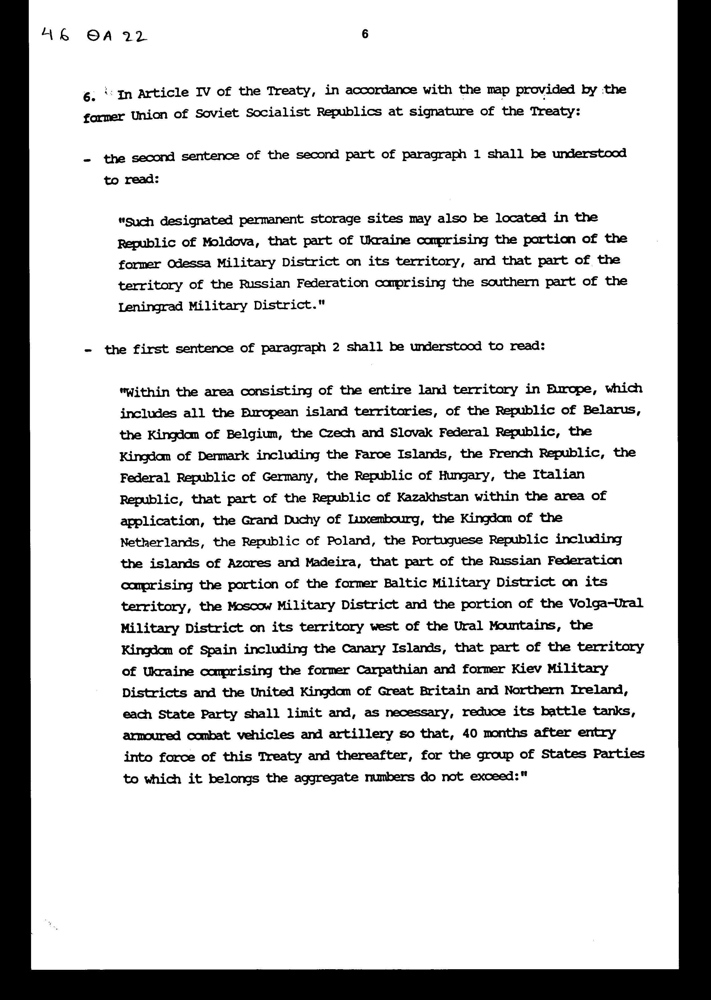 46 ΘA 22
6
6. In Article IV of the Treaty, in accordance with the map provided by the
former Union of Soviet Socialist Republics at signature of the Treaty:
- the second sentence of the second part of paragraph 1 shall be understood
to read:
"Such designated permanent storage sites may also be located in the
Republic of Moldova, that part of Ukraine comprising the portion of the
former Odessa Military District on its territory, and that part of the
territory of the Russian Federation comprising the southern part of the
Leningrad Military District."
- the first sentence of paragraph 2 shall be understood to read:
"Within the area consisting of the entire land territory in Europe, which
includes all the European island territories, of the Republic of Belarus,
the Kingdom of Belgium, the Czech and Slovak Federal Republic, the
Kingdom of Denmark including the Faroe Islands, the French Republic, the
Federal Republic of Germany, the Republic of Hungary, the Italian
Republic, that part of the Republic of Kazakhstan within the area of
application, the Grand Duchy of Luxembourg, the Kingdom of the
Netherlands, the Republic of Poland, the Portuguese Republic including
the islands of Azores and Madeira, that part of the Russian Federation
comprising the portion of the former Baltic Military District on its
territory, the Moscow Military District and the portion of the Volga-Ural
Military District on its territory west of the Ural Mountains, the
Kingdom of Spain including the Canary Islands, that part of the territory
of Ukraine comprising the former Carpathian and former Kiev Military
Districts and the United Kingdom of Great Britain and Northern Ireland,
each State Party shall limit and, as necessary, reduce its battle tanks,
armoured combat vehicles and artillery so that, 40 months after entry
into force of this Treaty and thereafter, for the group of States Parties
to which it belongs the aggregate numbers do not exceed:"